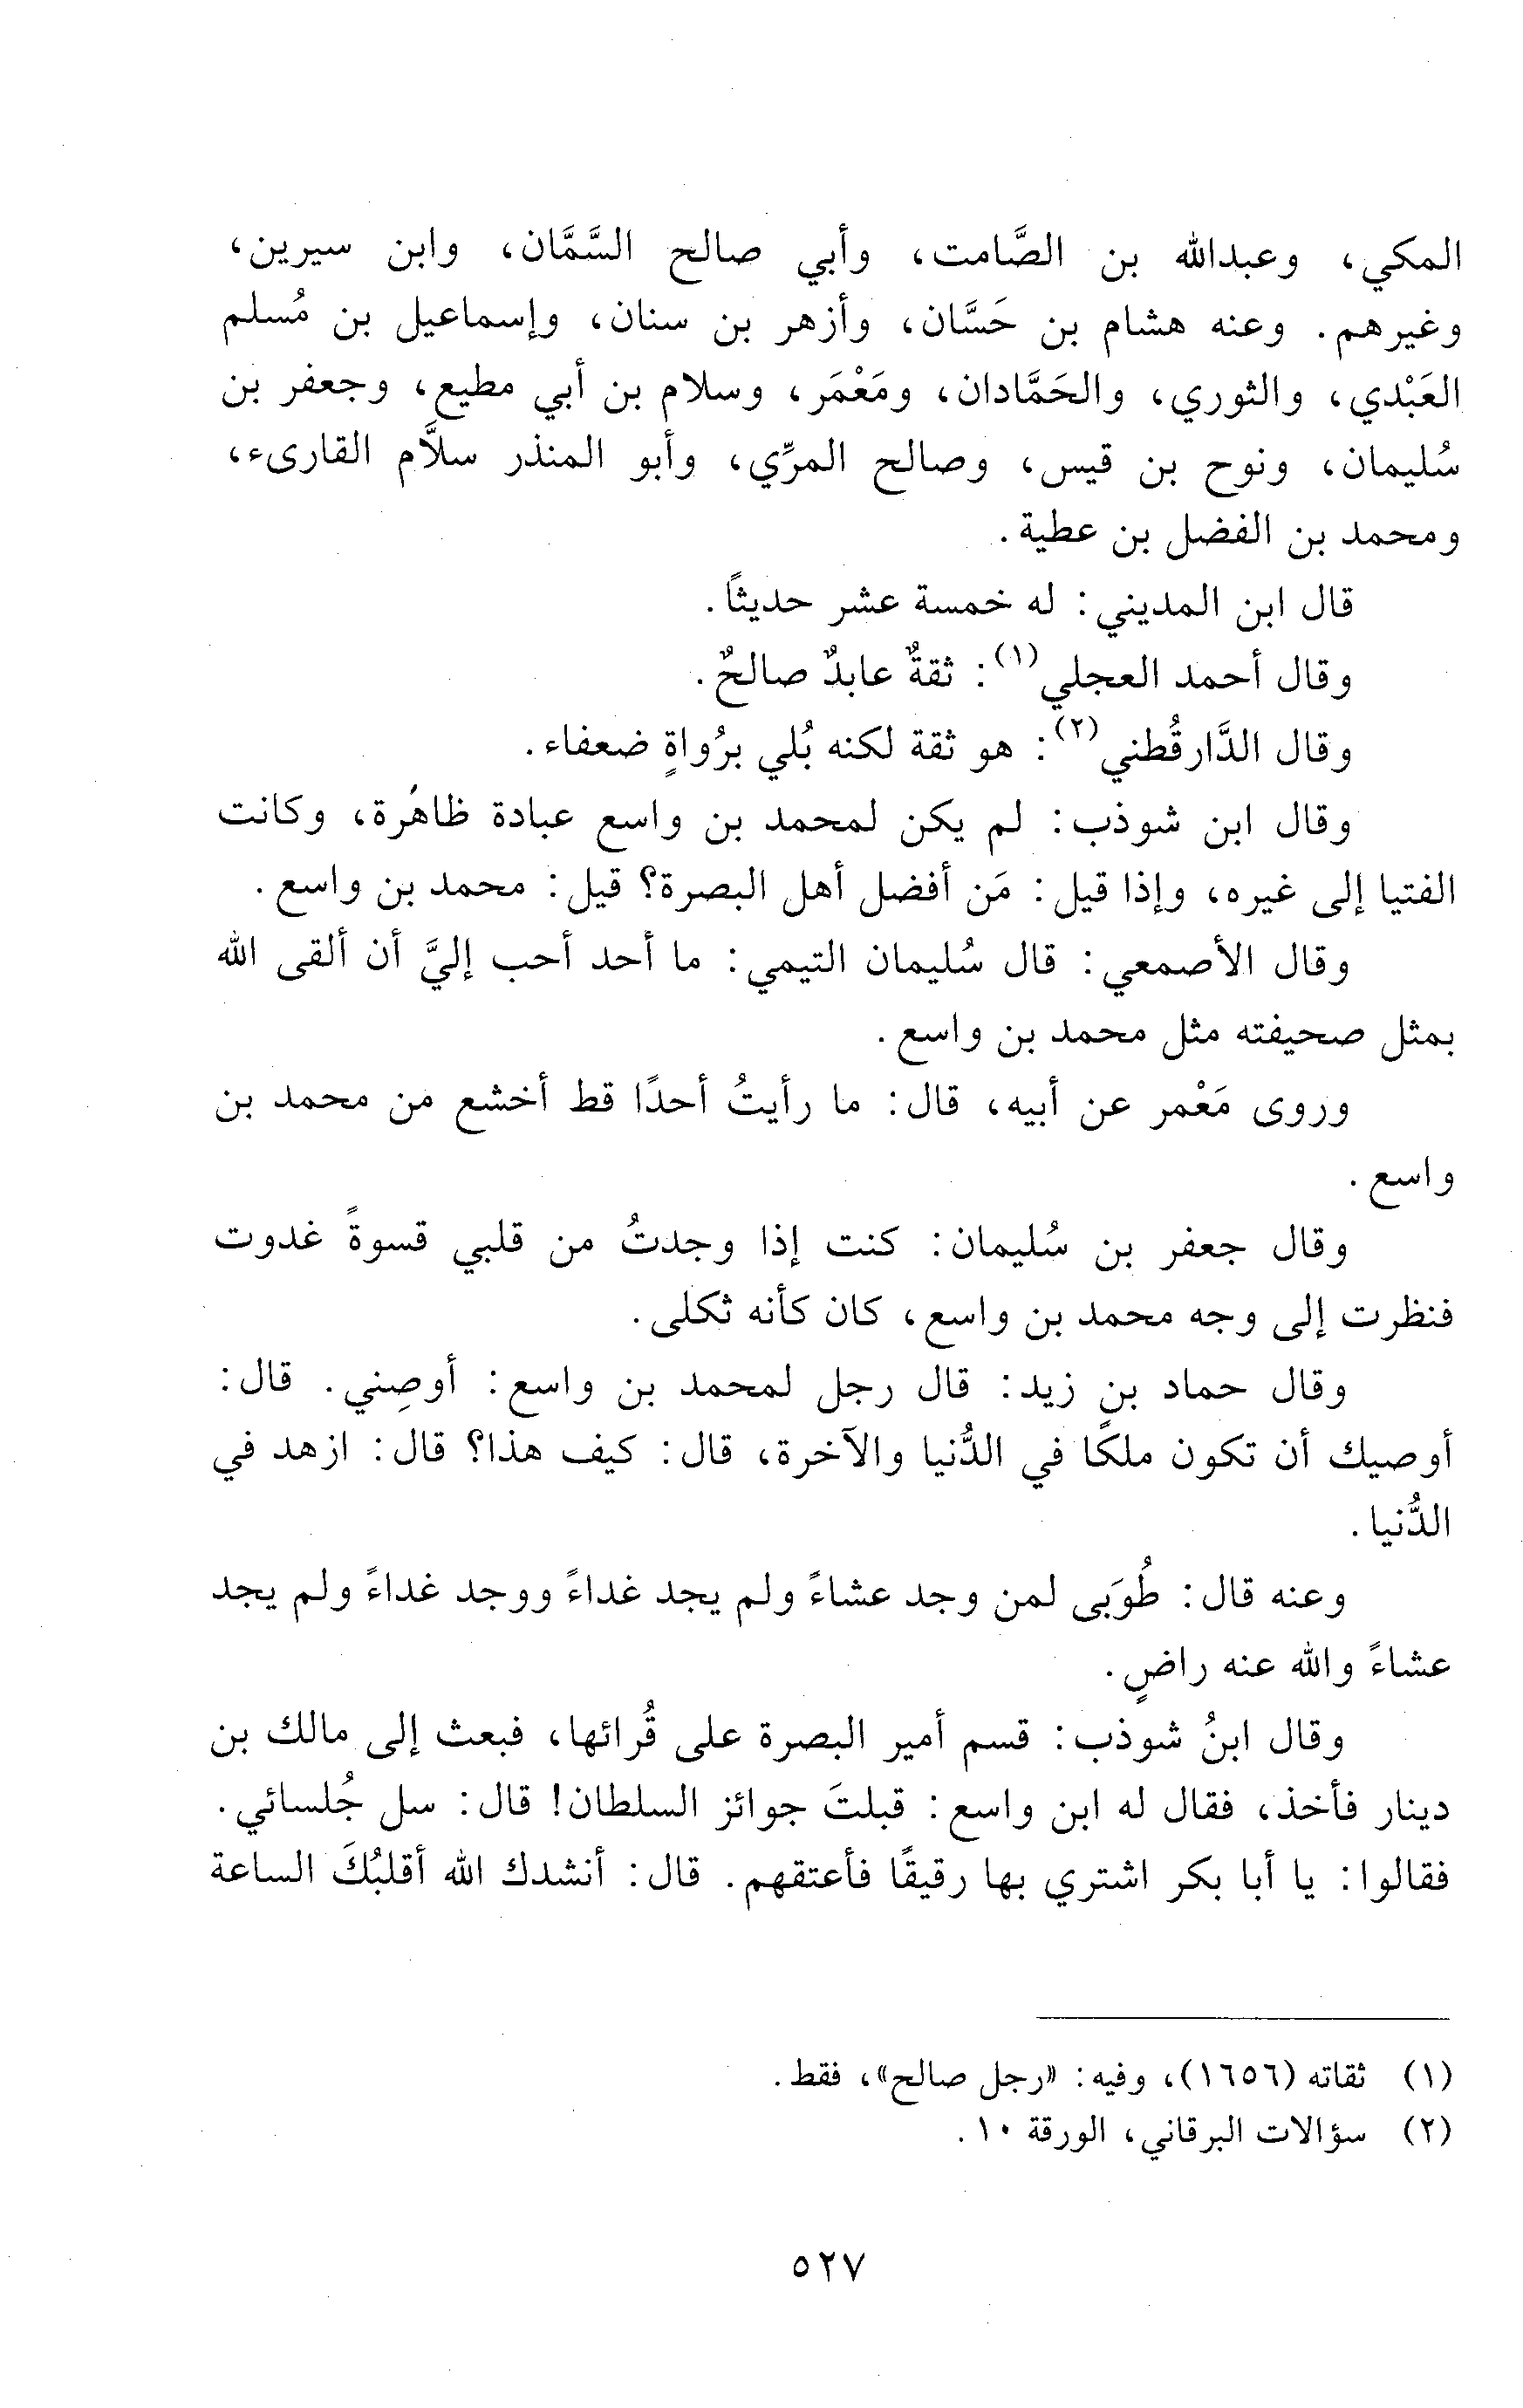 المكي، وعبدالله بن الصَّامت، وأبي صالح السَّمَّان، وابن سيرين،
وغيرهم. وعنه هشام بن حَسَّان، وأزهر بن سنان، وإسماعيل بن مُسلم
العَبْدي، والثوري، والحَمَّادان، ومَعْمَر، وسلام بن أبي مطيع، وجعفر بن
سُليمان، ونوح بن قيس، وصالح المرِّي، وأبو المنذر سلاَّم القارىء،
ومحمد بن الفضل بن عطية.
قال ابن المديني: له خمسة عشر حديثاً.
وقال أحمد العجلي(١): ثقةٌ عابدٌ صالحٌ.
وقال الدَّارقُطني(٢): هو ثقة لكنه بُلي برُواةٍ ضعفاء.
وقال ابن شوذب: لم يكن لمحمد بن واسع عبادة ظاهُرة، وكانت
الفتيا إلى غيره، وإذا قيل: مَن أفضل أهل البصرة؟ قيل: محمد بن واسع.
وقال الأصمعي: قال سُليمان التيمي: ما أحد أحب إليَّ أن ألقى الله
بمثل صحيفته مثل محمد بن واسع.
وروى مَعْمر عن أبيه، قال: ما رأيتُ أحدًا قط أخشع من محمد بن
واسع.
وقال جعفر بن سُليمان: كنت إذا وجدتُ من قلبي قسوةً غدوت
فنظرت إلى وجه محمد بن واسع، كان كأنه ثكلى.
وقال حماد بن زيد: قال رجل لمحمد بن واسع: أوصِني. قال:
أوصيك أن تكون ملكًا في الدُّنيا والآخرة، قال: كيف هذا؟ قال: ازهد في
الدُّنيا.
وعنه قال: طُوبَى لمن وجد عشاءً ولم يجد غداءً ووجد غداءً ولم يجد
عشاءً والله عنه راضٍ.
وقال ابنُ شوذب: قسم أمير البصرة على قُرائها، فبعث إلى مالك بن
دينار فأخذ، فقال له ابن واسع: قبلتَ جوائز السلطان! قال: سل جُلسائي.
فقالوا: يا أبا بكر اشتري بها رقيقًا فأعتقهم. قال: أنشدك الله أقلبُكَ الساعة
(١) ثقاته (١٦٥٦)، وفيه: «رجل صالح»، فقط.
(٢) سؤالات البرقاني، الورقة ١٠.
٥٢٧